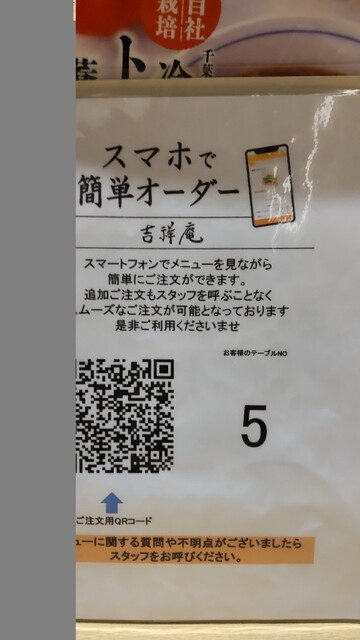 自社
栽培
ト
千葉
スマホで
簡単オーダー
吉祥庵
スマートフォンでメニューを見ながら
簡単にご注文ができます。
追加ご注文もスタッフを呼ぶことなく
ムーズなご注文が可能となっております
是非ご利用くださいませ
お客様のテーブルNO
5
ご注文用QRコード
ューに関する質問や不明点がございましたら
スタッフをお呼びください。